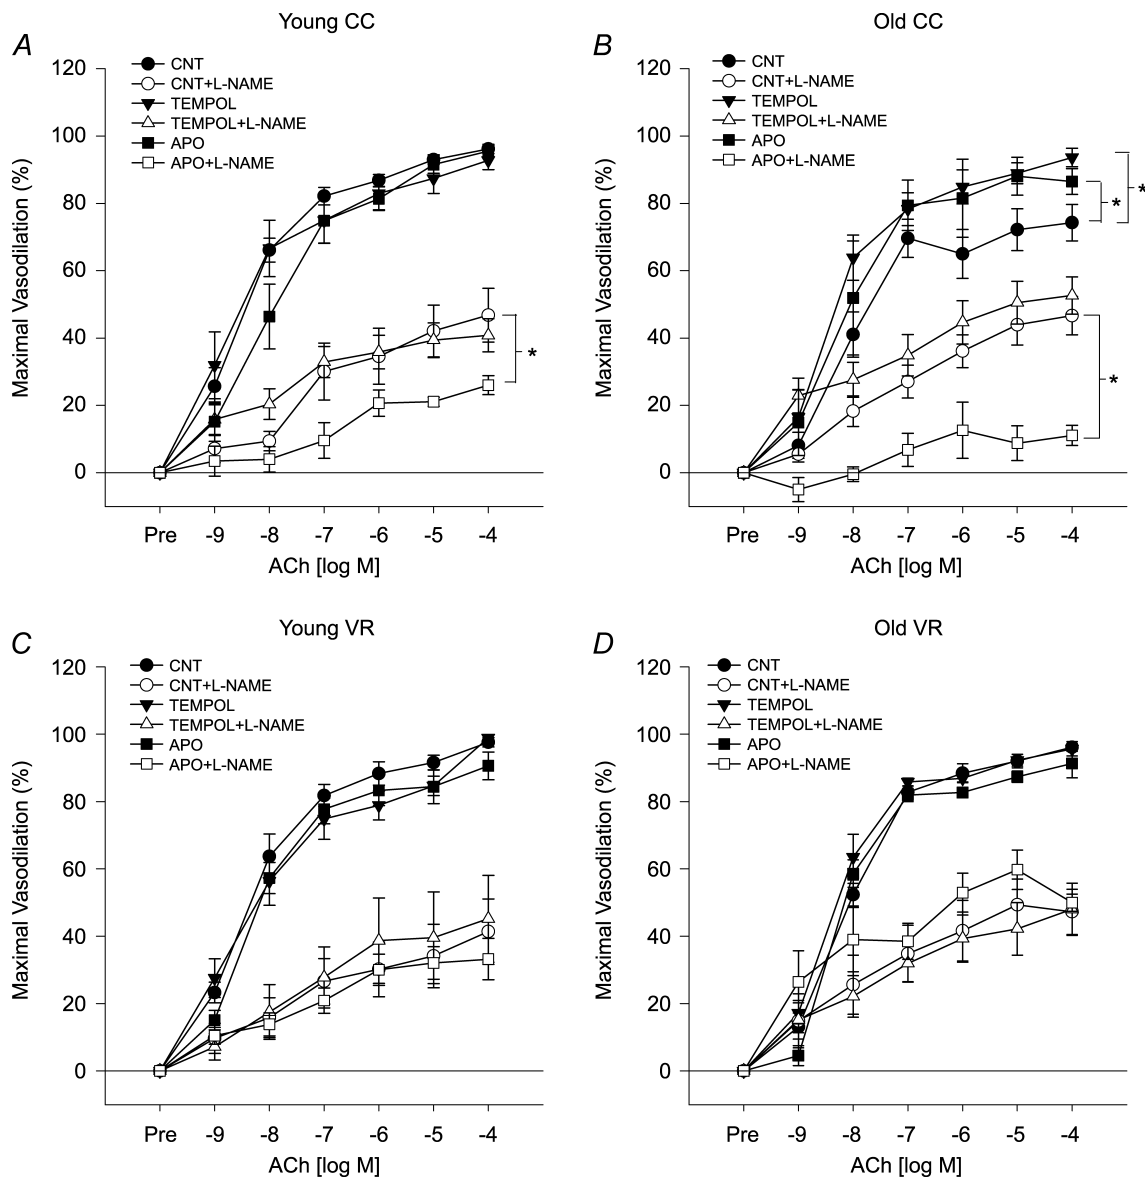 A
Young CC
CNT
CNT+L-NAME
TEMPOL
TEMPOL+L-NAME
APO
APO+L-NAME
Maximal Vasodilation (%)
120
100
80
60
40
20
0
*
Pre -9 -8 -7 -6 -5 -4
ACh [log M]
B
Old CC
CNT
CNT+L-NAME
TEMPOL
TEMPOL+L-NAME
APO
APO+L-NAME
Maximal Vasodilation (%)
120
100
80
60
40
20
0
*
*
*
Pre -9 -8 -7 -6 -5 -4
ACh [log M]
C
Young VR
CNT
CNT+L-NAME
TEMPOL
TEMPOL+L-NAME
APO
APO+L-NAME
Maximal Vasodilation (%)
120
100
80
60
40
20
0
Pre -9 -8 -7 -6 -5 -4
ACh [log M]
D
Old VR
CNT
CNT+L-NAME
TEMPOL
TEMPOL+L-NAME
APO
APO+L-NAME
Maximal Vasodilation (%)
120
100
80
60
40
20
0
Pre -9 -8 -7 -6 -5 -4
ACh [log M]